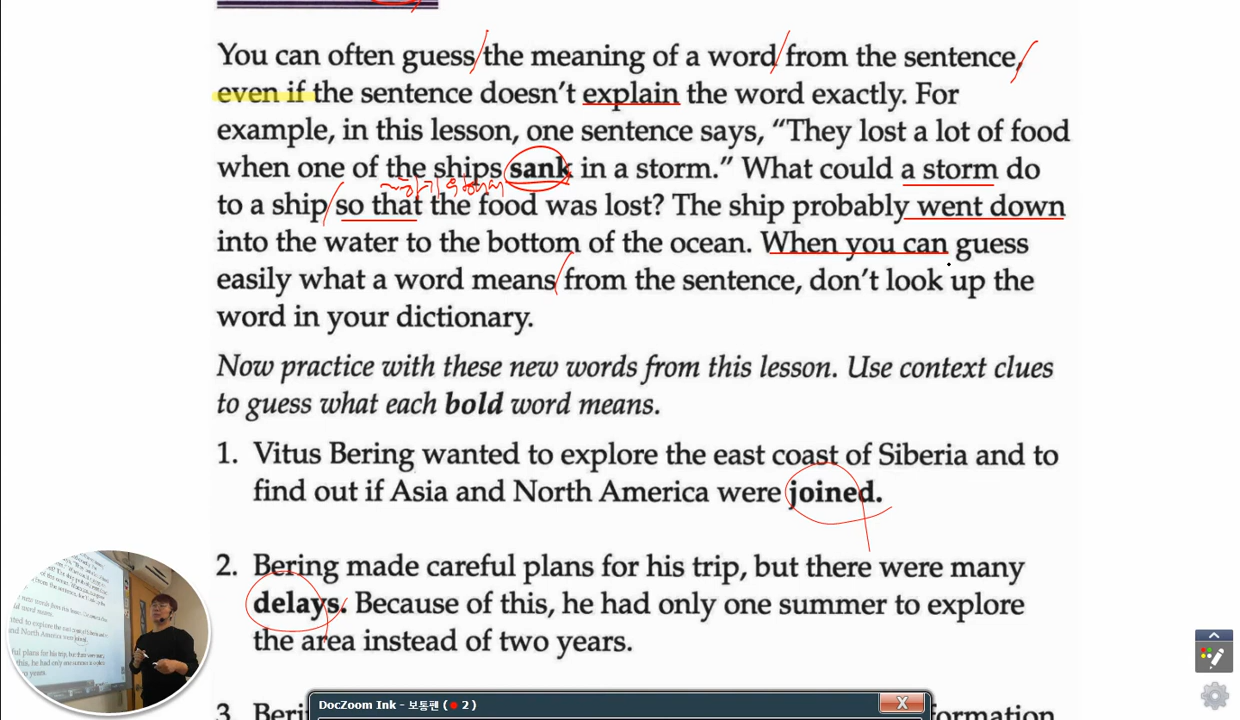 You can often guess the meaning of a word from the sentence,
even if the sentence doesn't explain the word exactly. For
example, in this lesson, one sentence says, “They lost a lot of food
when one of the ships sank in a storm.” What could a storm do
~하기 위해서
to a ship so that the food was lost? The ship probably went down
into the water to the bottom of the ocean. When you can guess
easily what a word means from the sentence, don't look up the
word in your dictionary.
Now practice with these new words from this lesson. Use context clues
to guess what each bold word means.
1. Vitus Bering wanted to explore the east coast of Siberia and to
find out if Asia and North America were joined.
2. Bering made careful plans for his trip, but there were many
delays. Because of this, he had only one summer to explore
the area instead of two years.
3. Beri
ormation
DocZoom Ink - 보통펜 ( 2 )